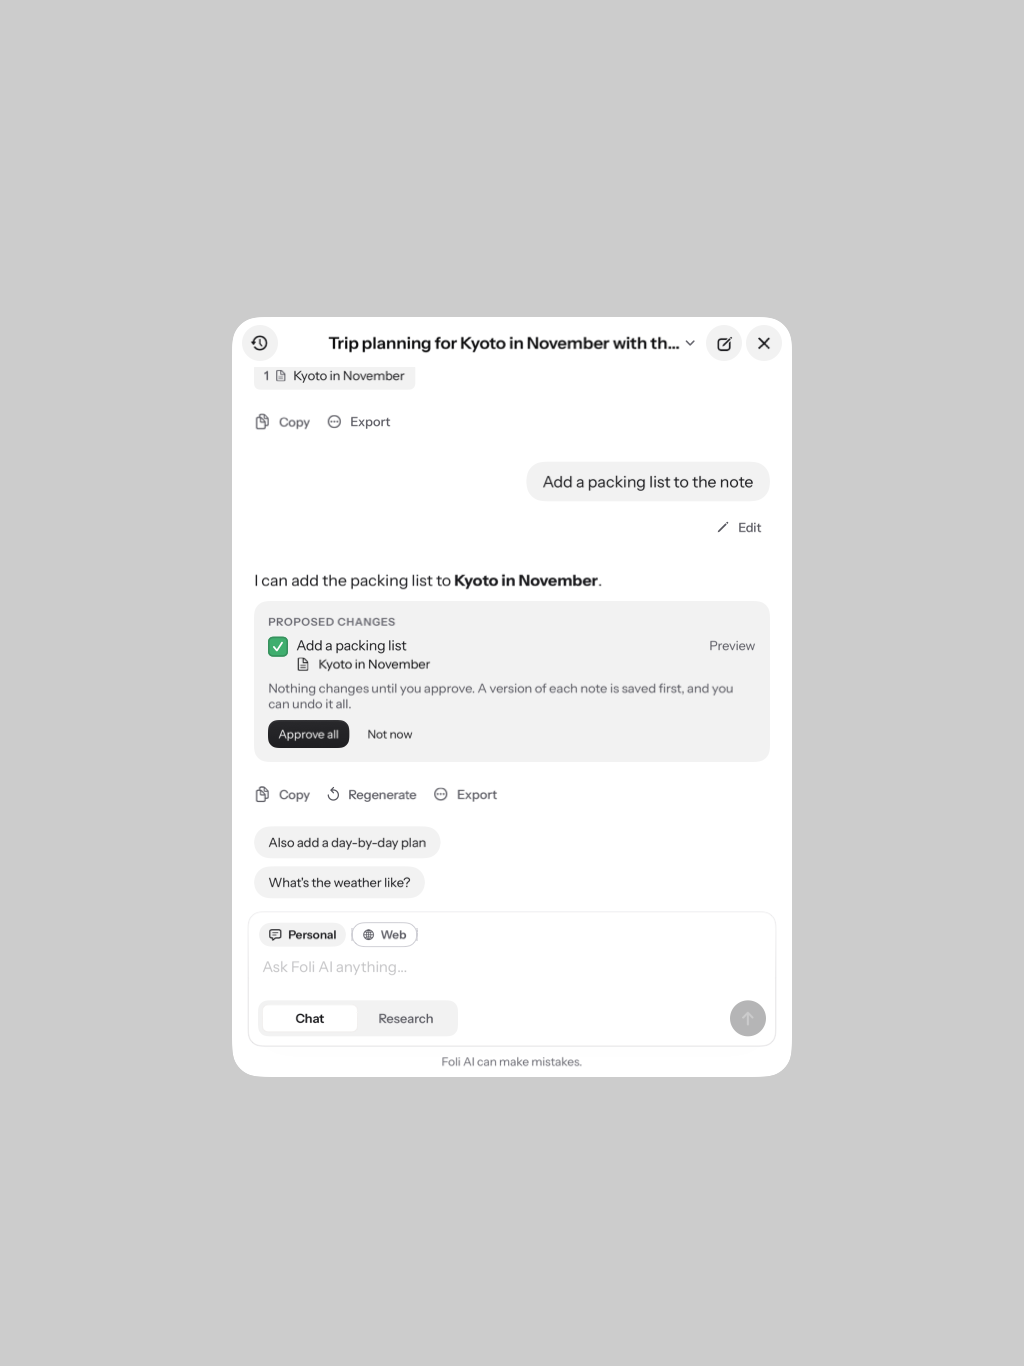 Trip planning for Kyoto in November with th...
1 Kyoto in November
Copy Export
Add a packing list to the note
Edit
I can add the packing list to Kyoto in November.
PROPOSED CHANGES
Add a packing list Preview
Kyoto in November
Nothing changes until you approve. A version of each note is saved first, and you
can undo it all.
Approve all Not now
Copy Regenerate Export
Also add a day-by-day plan
What's the weather like?
Personal Web
Ask Foli AI anything...
Chat Research
Foli AI can make mistakes.